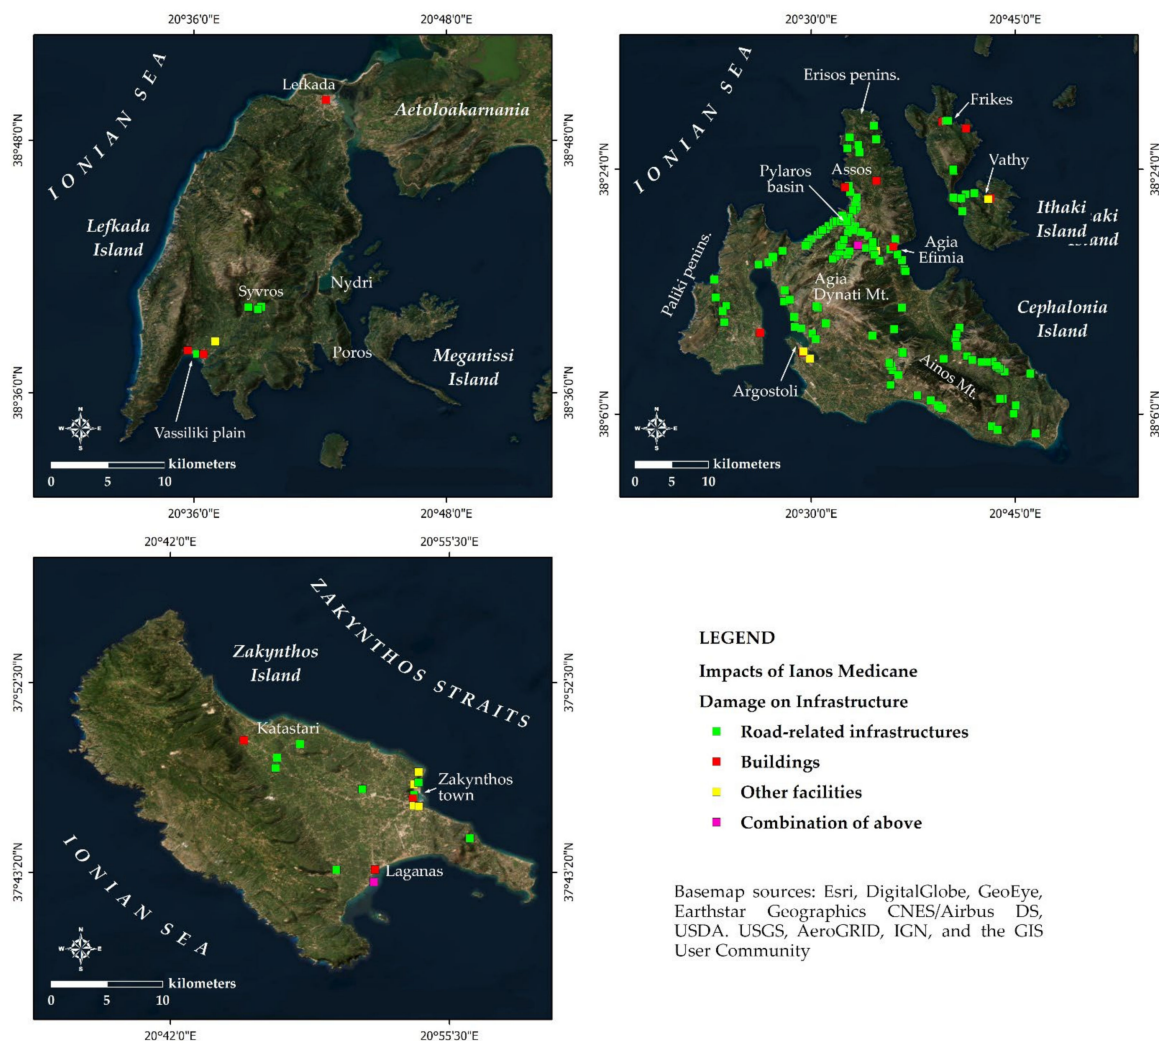 20°36'0"E 20°48'0"E
38°48'0"N
38°36'0"N
IONIAN SEA
Lefkada
Aetoloakarnania
Lefkada
Island
Syvros
Nydri
Poros
Meganissi
Island
Vassiliki plain
N
W E
S
kilometers
0 5 10
20°36'0"E 20°48'0"E
20°30'0"E 20°45'0"E
IONIAN SEA
Erisos penins.
Frikes
38°24'0"N
38°24'0"N
Assos
Vathy
Pylaros
basin
Ithaki
aki
Island
land
Agia
Efimia
Paliki penins.
Agia
Dynati Mt.
Cephalonia
Island
Argostoli
Ainos Mt.
38°6'0"N
38°6'0"N
N
W E
S
kilometers
0 5 10
20°30'0"E 20°45'0"E
20°42'0"E 20°55'30"E
ZAKYNTHOS STRAITS
Zakynthos
Island
37°52'30"N
37°52'30"N
Katastari
Zakynthos
town
Laganas
37°43'20"N
37°43'20"N
IONIAN SEA
N
W E
S
kilometers
0 5 10
20°42'0"E 20°55'30"E
LEGEND
Impacts of Ianos Medicane
Damage on Infrastructure
Road-related infrastructures
Buildings
Other facilities
Combination of above
Basemap sources: Esri, DigitalGlobe, GeoEye,
Earthstar Geographics CNES/Airbus DS,
USDA. USGS, AeroGRID, IGN, and the GIS
User Community